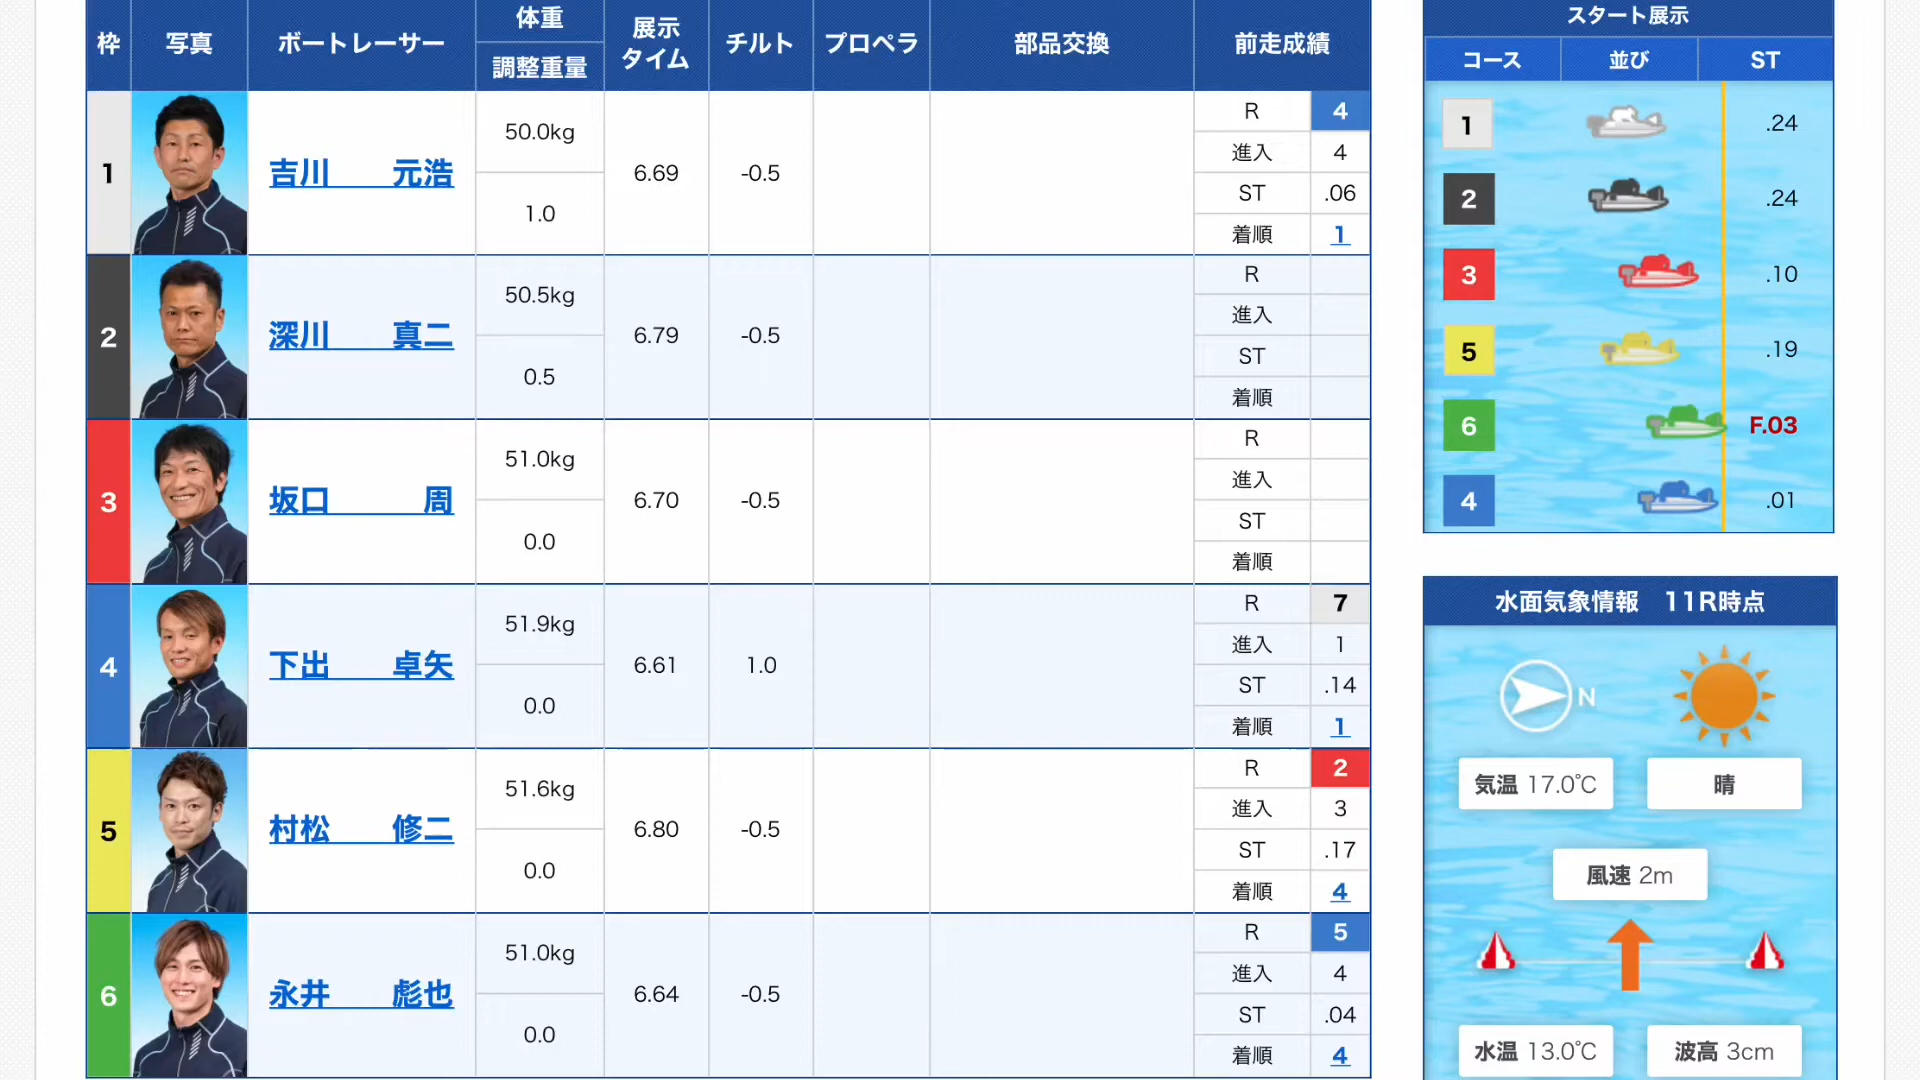 枠 写真 ボートレーサー 体重 調整重量 展示タイム チルト プロペラ 部品交換 前走成績
1 吉川 元浩 50.0kg 1.0 6.69 -0.5
R 4
進入 4
ST .06
着順 1
2 深川 真二 50.5kg 0.5 6.79 -0.5
R
進入
ST
着順
3 坂口 周 51.0kg 0.0 6.70 -0.5
R
進入
ST
着順
4 下出 卓矢 51.9kg 0.0 6.61 1.0
R 7
進入 1
ST .14
着順 1
5 村松 修二 51.6kg 0.0 6.80 -0.5
R 2
進入 3
ST .17
着順 4
6 永井 彪也 51.0kg 0.0 6.64 -0.5
R 5
進入 4
ST .04
着順 4
スタート展示
コース 並び ST
1 .24
2 .24
3 .10
5 .19
6 F.03
4 .01
水面気象情報 11R時点
N
気温 17.0℃ 晴
風速 2m
水温 13.0℃ 波高 3cm